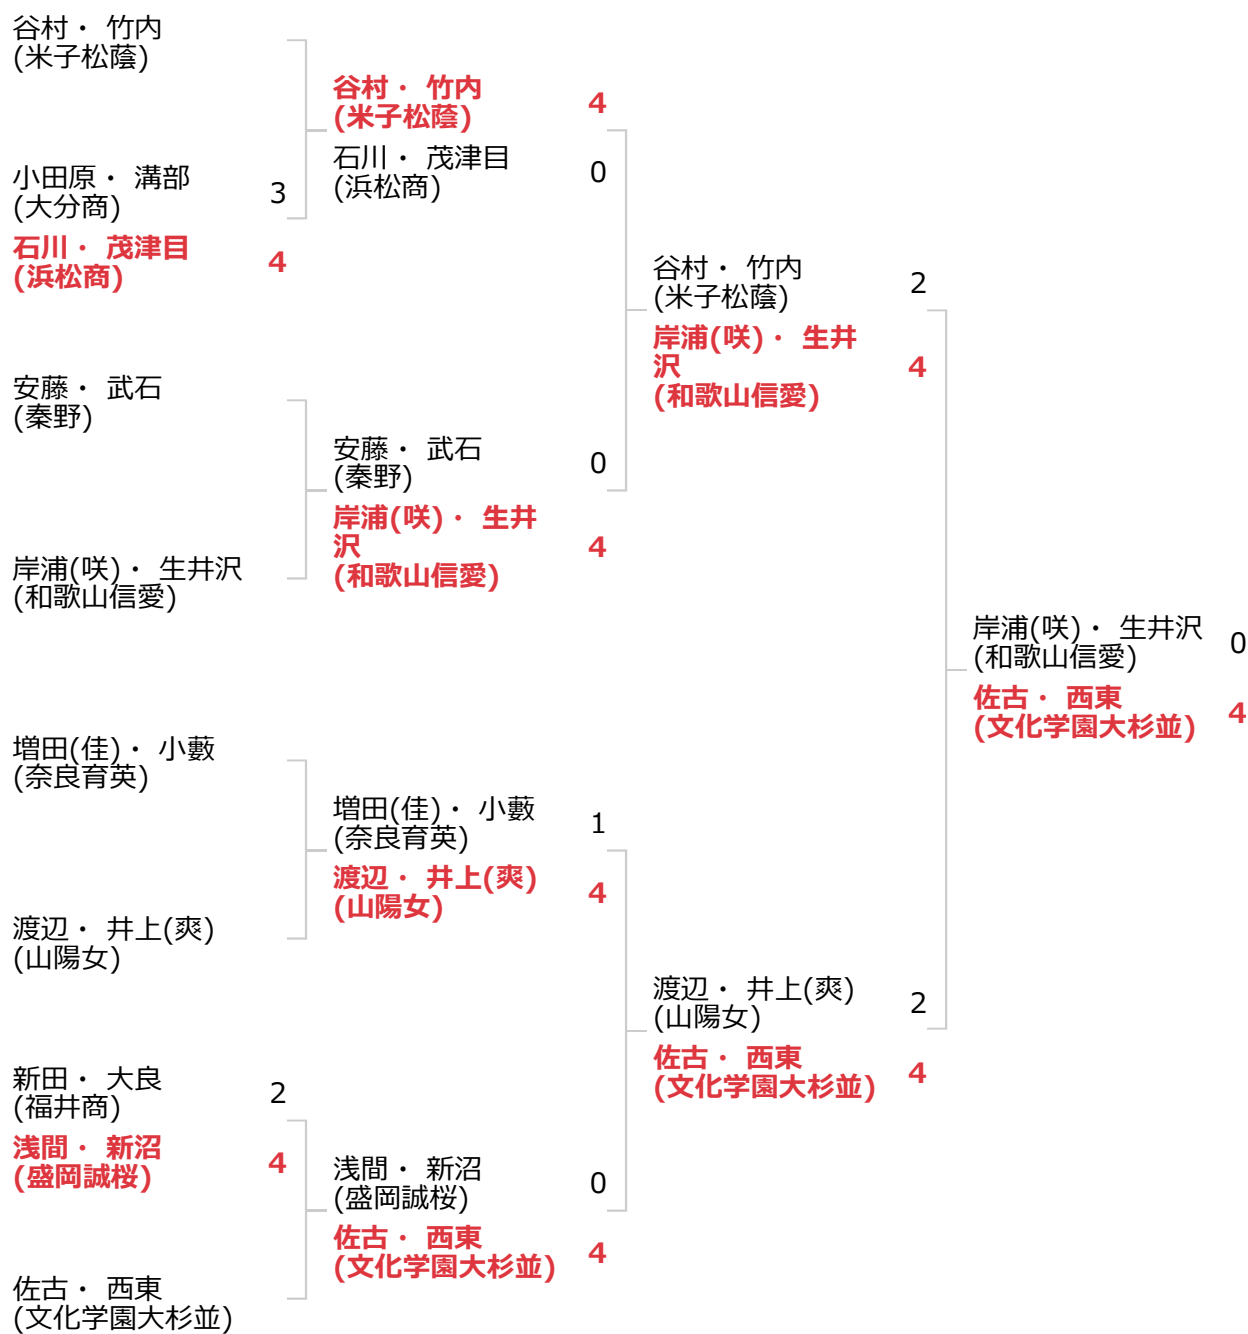 谷村・ 竹内
(米子松蔭)
小田原・ 溝部
(大分商)
3
石川・ 茂津目
(浜松商)
4
安藤・ 武石
(秦野)
岸浦(咲)・ 生井沢
(和歌山信愛)
増田(佳)・ 小藪
(奈良育英)
渡辺・ 井上(爽)
(山陽女)
新田・ 大良
(福井商)
2
浅間・ 新沼
(盛岡誠桜)
4
佐古・ 西東
(文化学園大杉並)
谷村・ 竹内
(米子松蔭)
4
石川・ 茂津目
(浜松商)
0
安藤・ 武石
(秦野)
0
岸浦(咲)・ 生井
沢
(和歌山信愛)
4
増田(佳)・ 小藪
(奈良育英)
1
渡辺・ 井上(爽)
(山陽女)
4
浅間・ 新沼
(盛岡誠桜)
0
佐古・ 西東
(文化学園大杉並)
4
谷村・ 竹内
(米子松蔭)
2
岸浦(咲)・ 生井
沢
(和歌山信愛)
4
渡辺・ 井上(爽)
(山陽女)
2
佐古・ 西東
(文化学園大杉並)
4
岸浦(咲)・ 生井沢
(和歌山信愛)
0
佐古・ 西東
(文化学園大杉並)
4